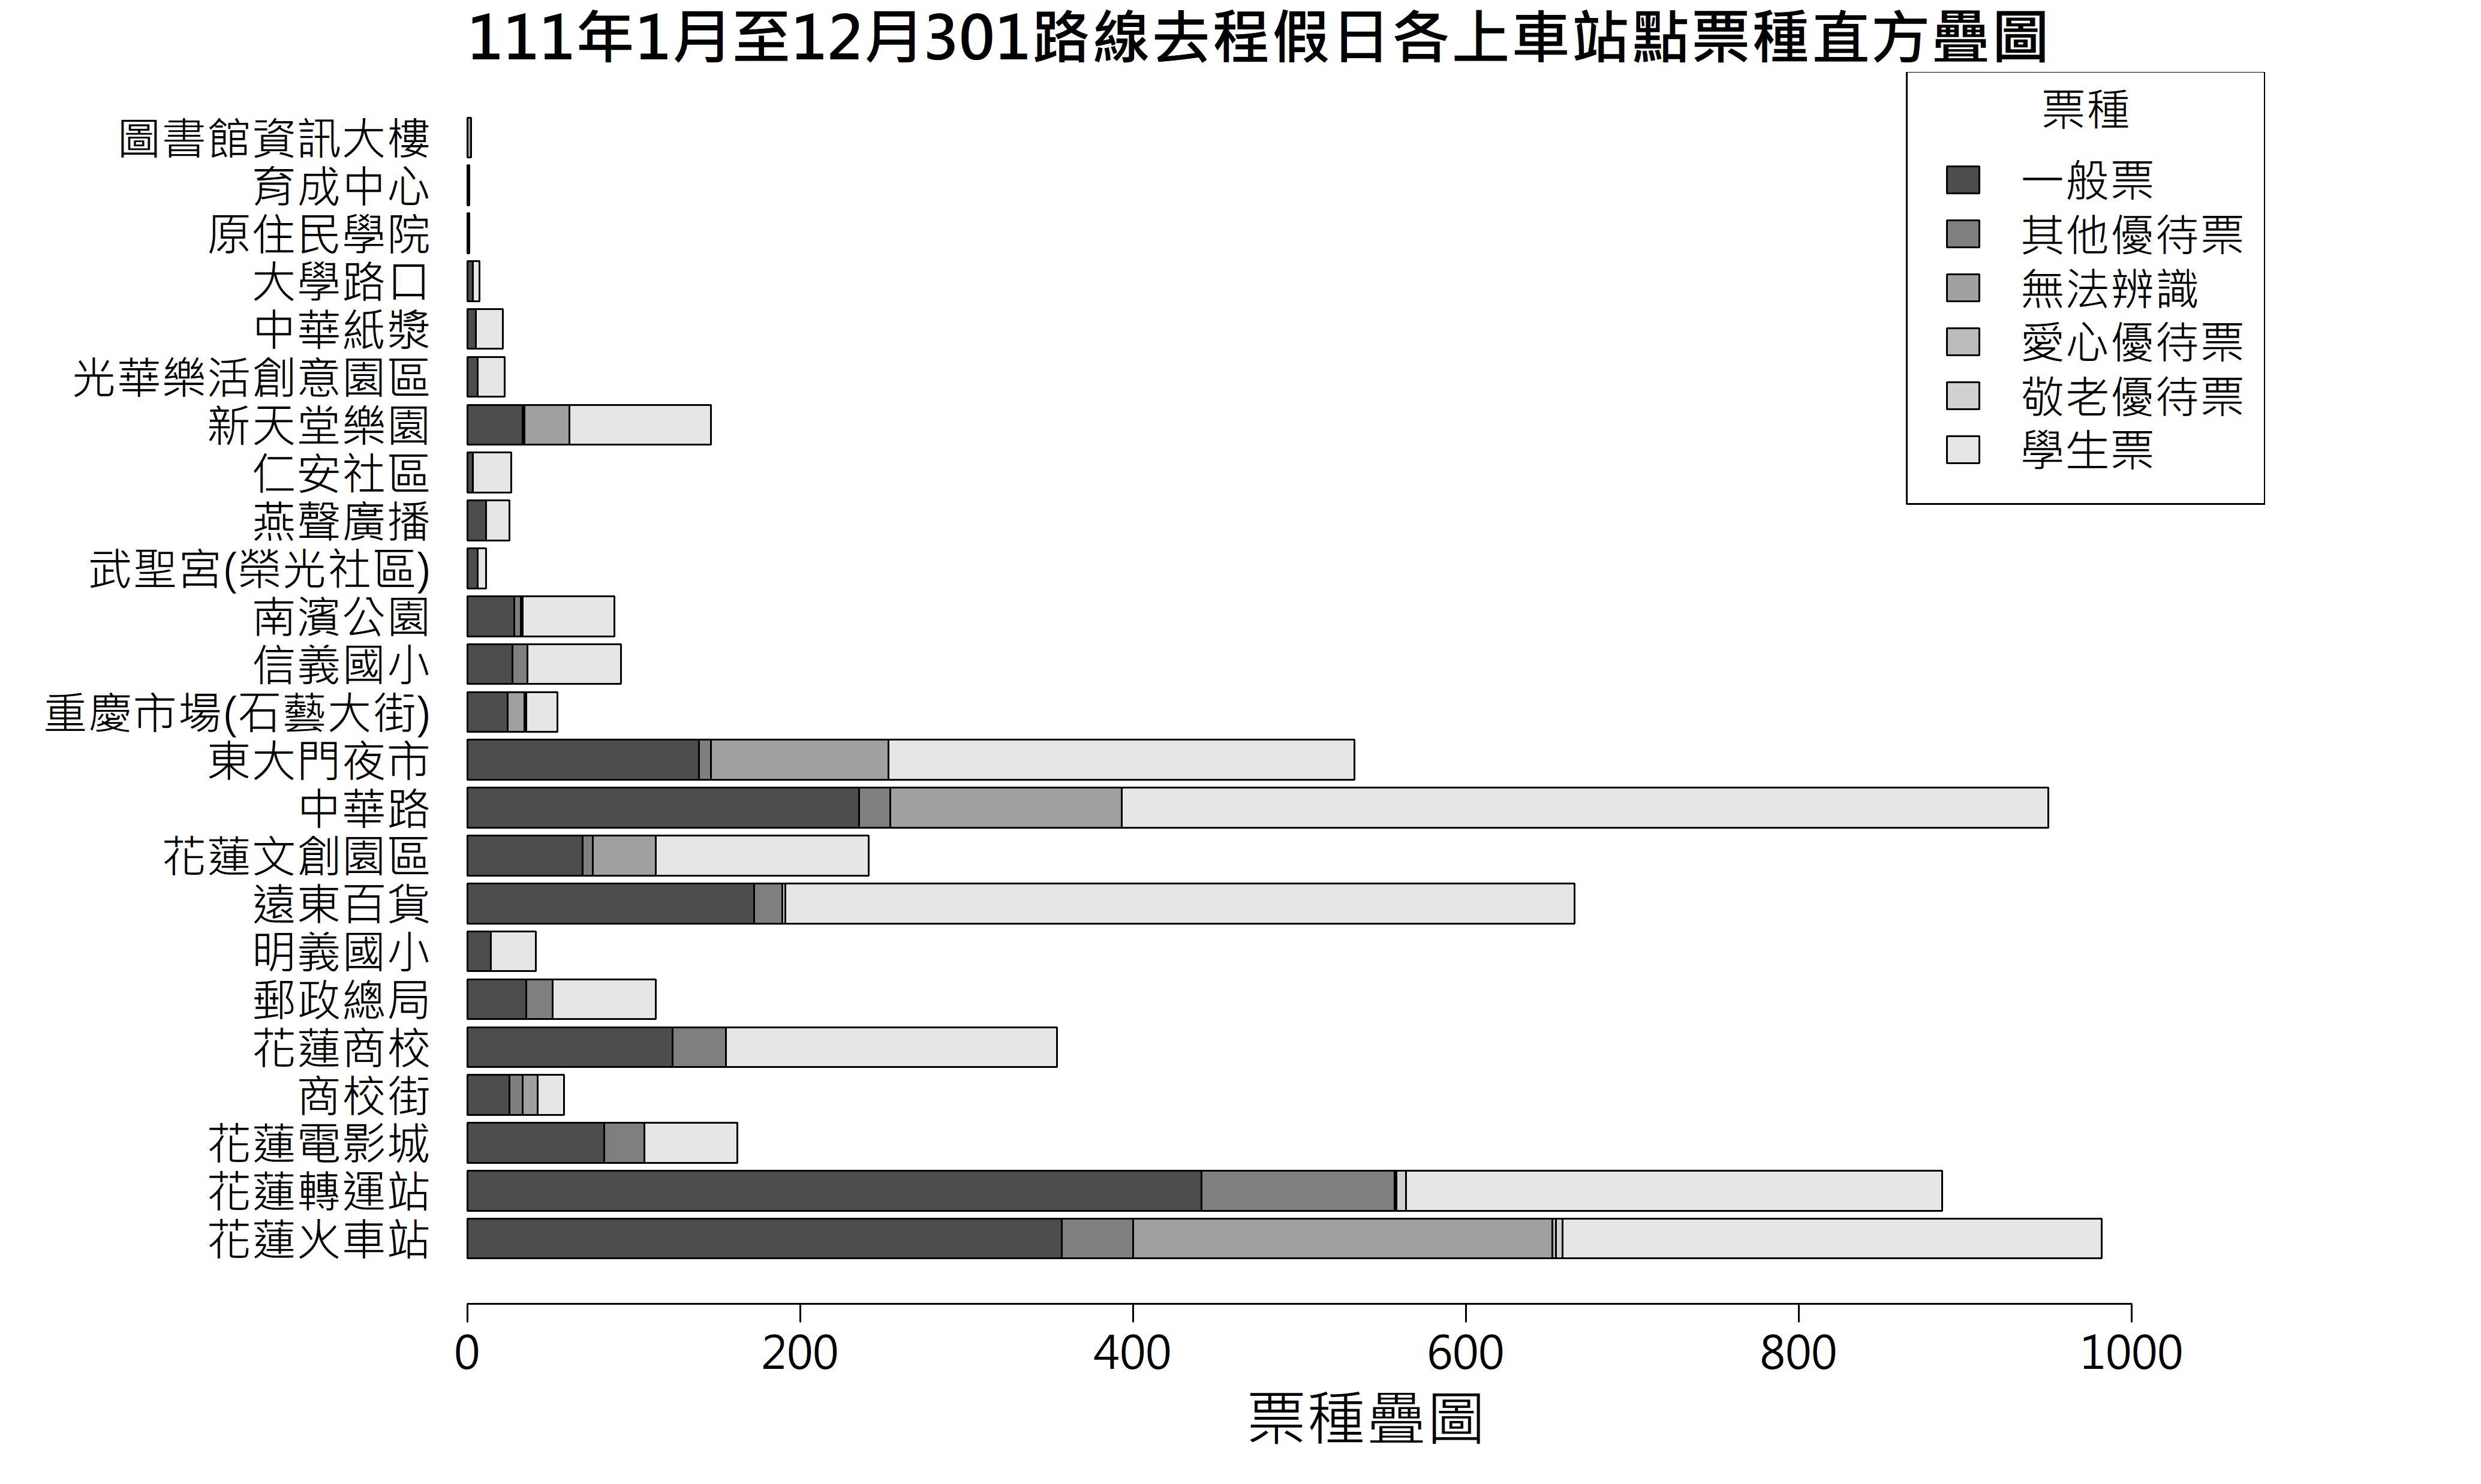 111年1月至12月301路線去程假日各上車站點票種直方疊圖
票種
一般票
其他優待票
無法辨識
愛心優待票
敬老優待票
學生票
圖書館資訊大樓
育成中心
原住民學院
大學路口
中華紙漿
光華樂活創意園區
新天堂樂園
仁安社區
燕聲廣播
武聖宮(榮光社區)
南濱公園
信義國小
重慶市場(石藝大街)
東大門夜市
中華路
花蓮文創園區
遠東百貨
明義國小
郵政總局
花蓮商校
商校街
花蓮電影城
花蓮轉運站
花蓮火車站
0 200 400 600 800 1000
票種疊圖